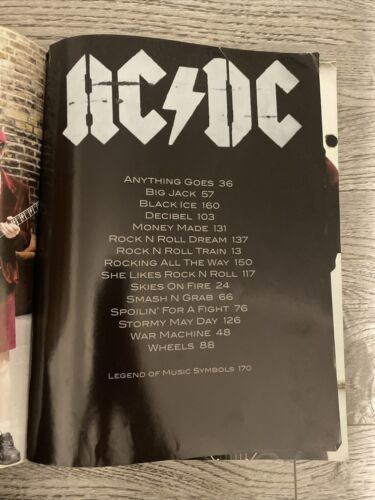 AC⚡DC
ANYTHING GOES 36
BIG JACK 57
BLACK ICE 160
DECIBEL 103
MONEY MADE 131
ROCK N ROLL DREAM 137
ROCK N ROLL TRAIN 13
ROCKING ALL THE WAY 150
SHE LIKES ROCK N ROLL 117
SKIES ON FIRE 24
SMASH N GRAB 66
SPOILIN' FOR A FIGHT 76
STORMY MAY DAY 126
WAR MACHINE 48
WHEELS 88
LEGEND OF MUSIC SYMBOLS 170